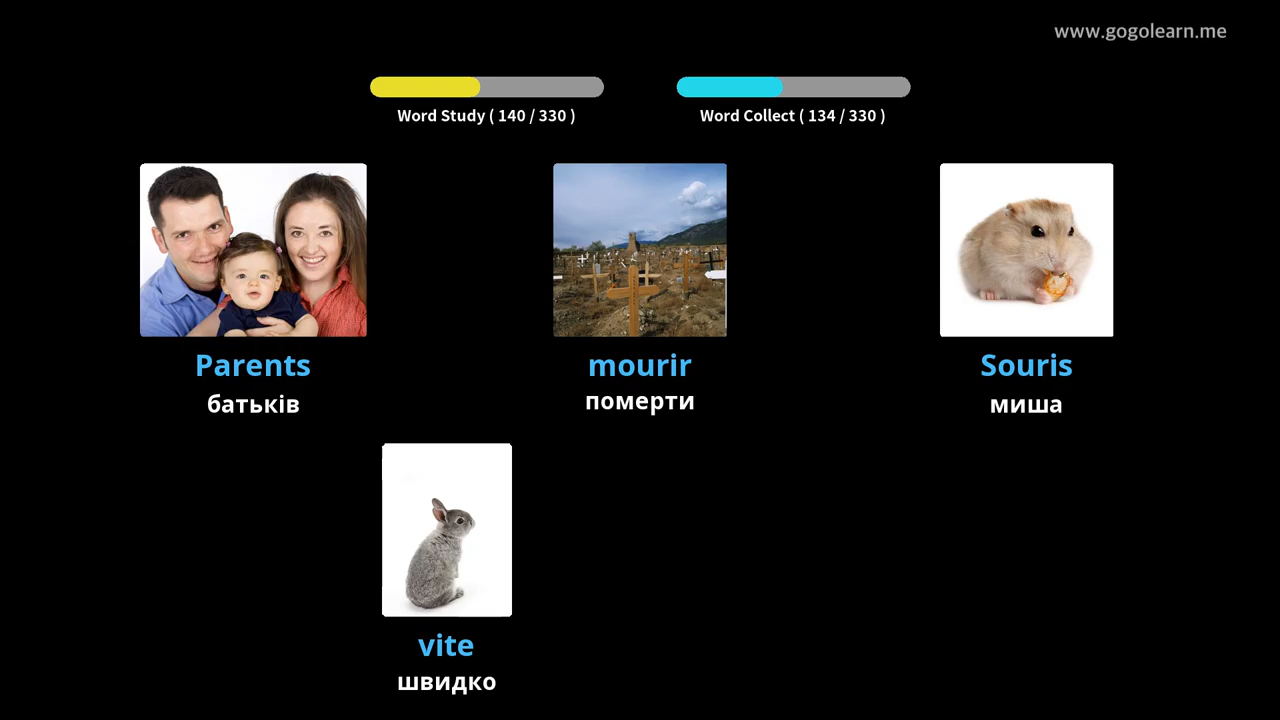 www.gogolearn.me
Word Study ( 140 / 330 )
Word Collect ( 134 / 330 )
Parents
батьків
mourir
померти
Souris
миша
vite
швидко